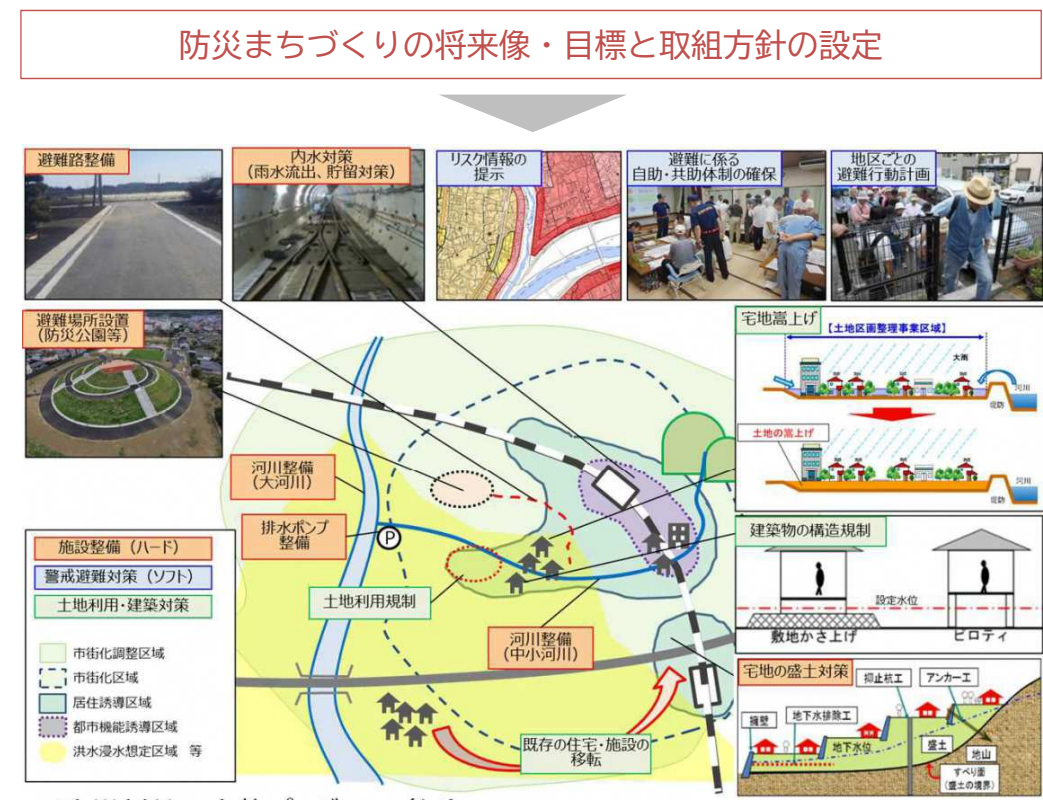 防災まちづくりの将来像・目標と取組方針の設定
避難路整備
内水対策
(雨水流出、貯留対策)
リスク情報の
提示
避難に係る
自助・共助体制の確保
地区ごとの
避難行動計画
避難場所設置
(防災公園等)
宅地嵩上げ
【土地区画整理事業区域】
大雨
河川
堤防
土地の嵩上げ
河川
堤防
河川整備
(大河川)
排水ポンプ
整備
P
土地利用規制
河川整備
(中小河川)
既存の住宅・施設の
移転
建築物の構造規制
設定水位
敷地かさ上げ
ピロティ
宅地の盛土対策
抑止杭工
アンカー工
擁壁
地下水排除工
地下水位
盛土
地山
すべり面
(盛土の境界)
施設整備(ハード)
警戒避難対策(ソフト)
土地利用・建築対策
市街化調整区域
市街化区域
居住誘導区域
都市機能誘導区域
洪水浸水想定区域 等